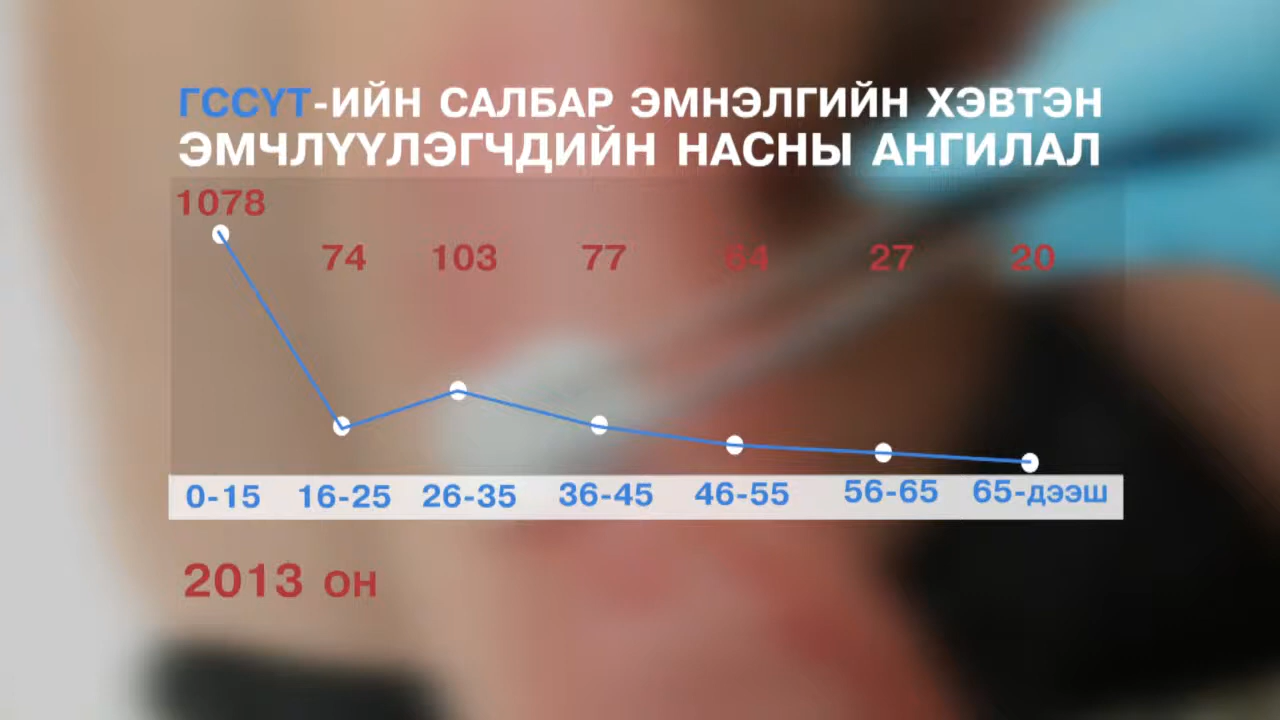 ГССҮТ-ИЙН САЛБАР ЭМНЭЛГИЙН ХЭВТЭН
ЭМЧЛҮҮЛЭГЧДИЙН НАСНЫ АНГИЛАЛ
1078
74 103 77 64 27 20
0-15 16-25 26-35 36-45 46-55 56-65 65-дээш
2013 он